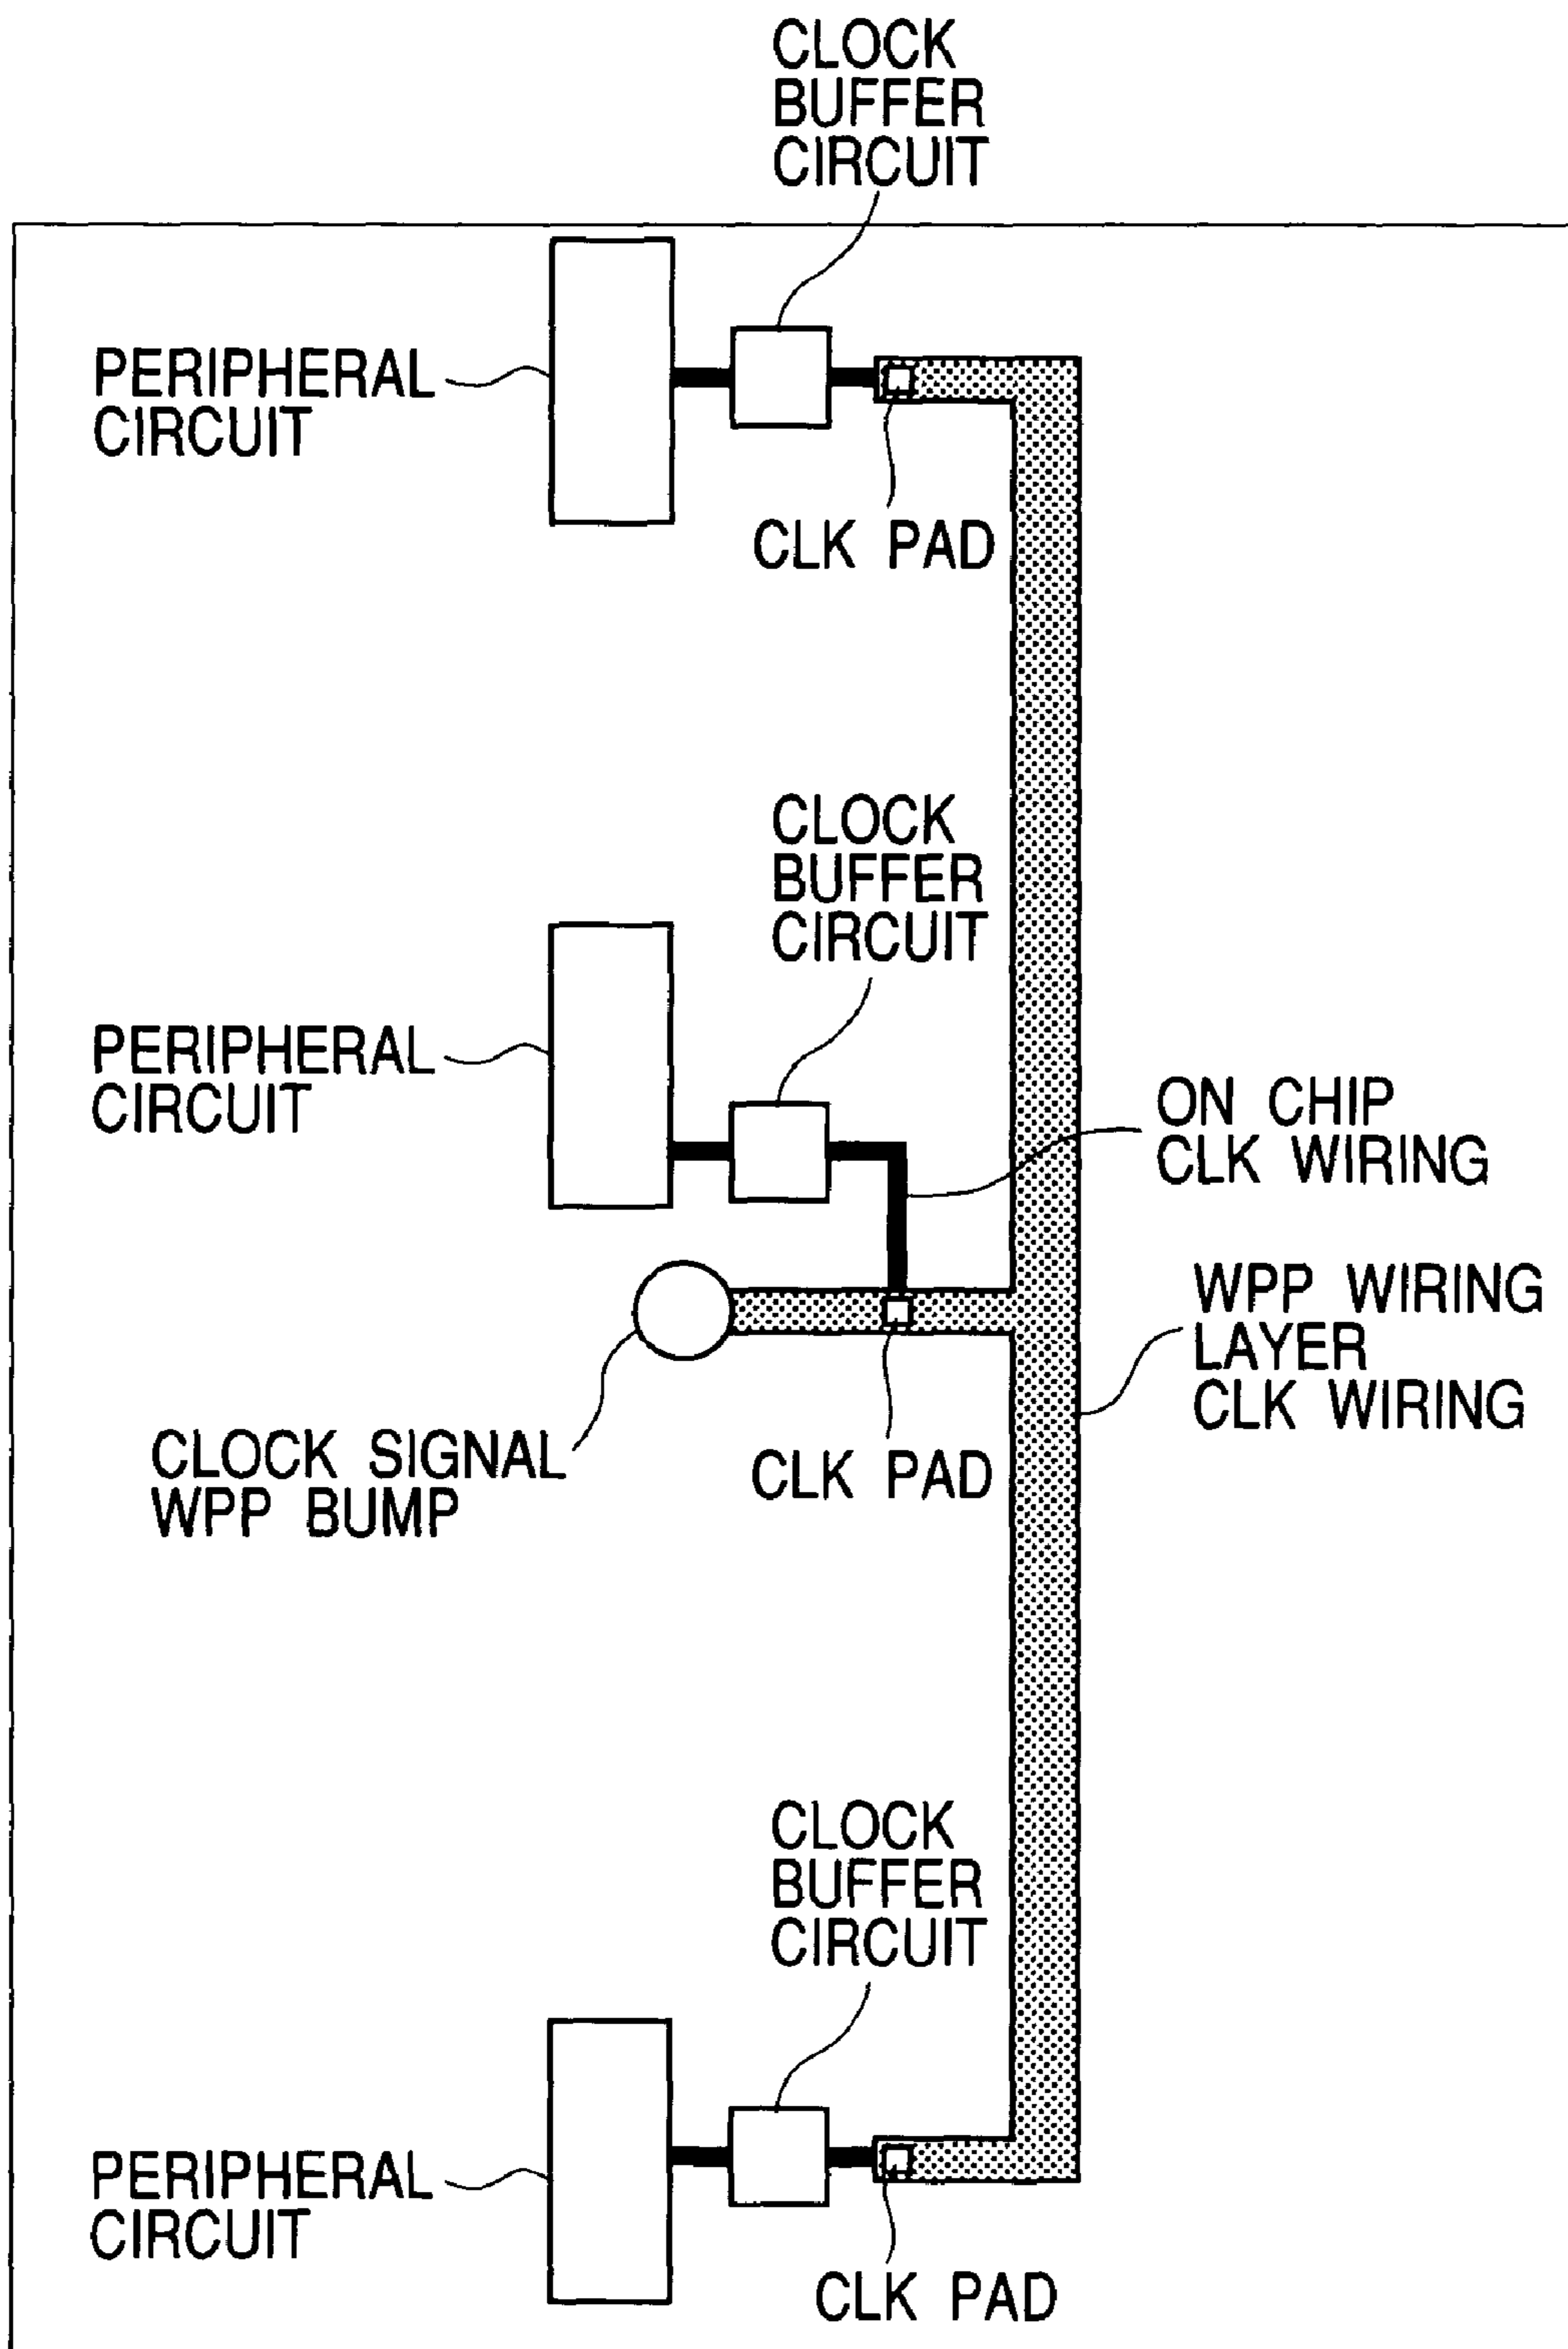 CLOCK
BUFFER
CIRCUIT
PERIPHERAL
CIRCUIT
CLK PAD
CLOCK
BUFFER
CIRCUIT
PERIPHERAL
CIRCUIT
ON CHIP
CLK WIRING
WPP WIRING
LAYER
CLK WIRING
CLOCK SIGNAL
WPP BUMP
CLK PAD
CLOCK
BUFFER
CIRCUIT
PERIPHERAL
CIRCUIT
CLK PAD